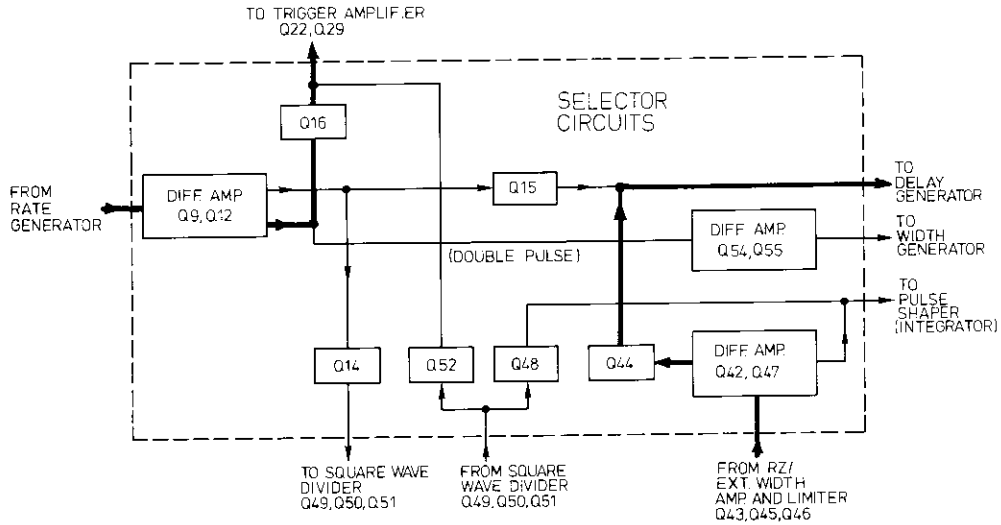 TO TRIGGER AMPLIF.ER
Q22, Q29
SELECTOR
CIRCUITS
Q16
FROM
RATE
GENERATOR
DIFF. AMP.
Q9, Q12
Q15
TO
DELAY
GENERATOR
(DOUBLE PULSE)
DIFF AMP.
Q54, Q55
TO
WIDTH
GENERATOR
TO
PULSE
SHAPER
(INTEGRATOR)
Q14
Q52
Q48
Q44
DIFF. AMP.
Q42, Q47
TO SQUARE WAVE
DIVIDER
Q49, Q50, Q51
FROM SQUARE
WAVE DIVIDER
Q49, Q50, Q51
FROM RZ/
EXT. WIDTH
AMP. AND LIMITER
Q43, Q45, Q46